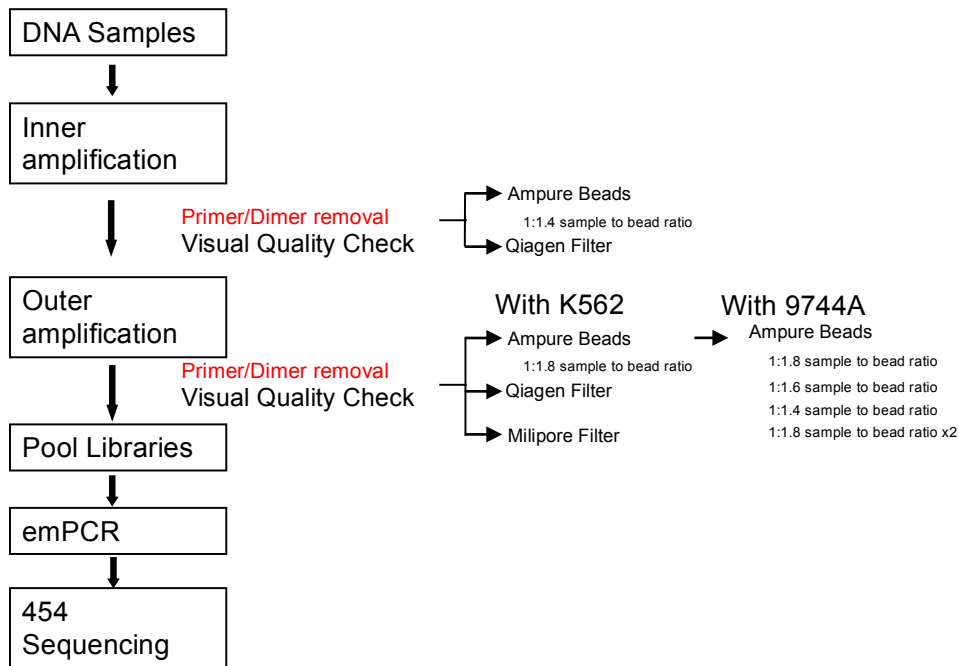 DNA Samples
Inner
amplification
Primer/Dimer removal
Visual Quality Check
Ampure Beads
1:1.4 sample to bead ratio
Qiagen Filter
Outer
amplification
Primer/Dimer removal
Visual Quality Check
With K562
Ampure Beads
1:1.8 sample to bead ratio
Qiagen Filter
Milipore Filter
With 9744A
Ampure Beads
1:1.8 sample to bead ratio
1:1.6 sample to bead ratio
1:1.4 sample to bead ratio
1:1.8 sample to bead ratio x2
Pool Libraries
emPCR
454
Sequencing